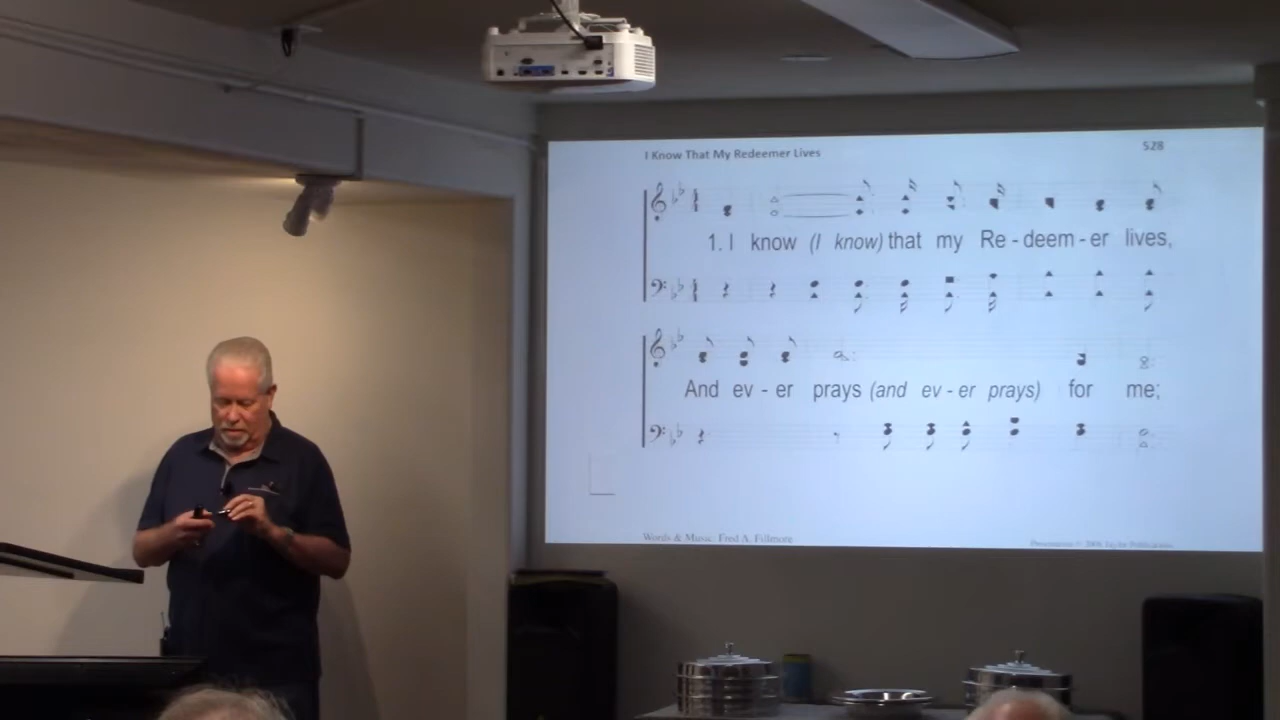 I Know That My Redeemer Lives 528
1. I know (I know) that my Re - deem - er lives,
And ev - er prays (and ev - er prays) for me;
Words & Music: Fred A. Fillmore